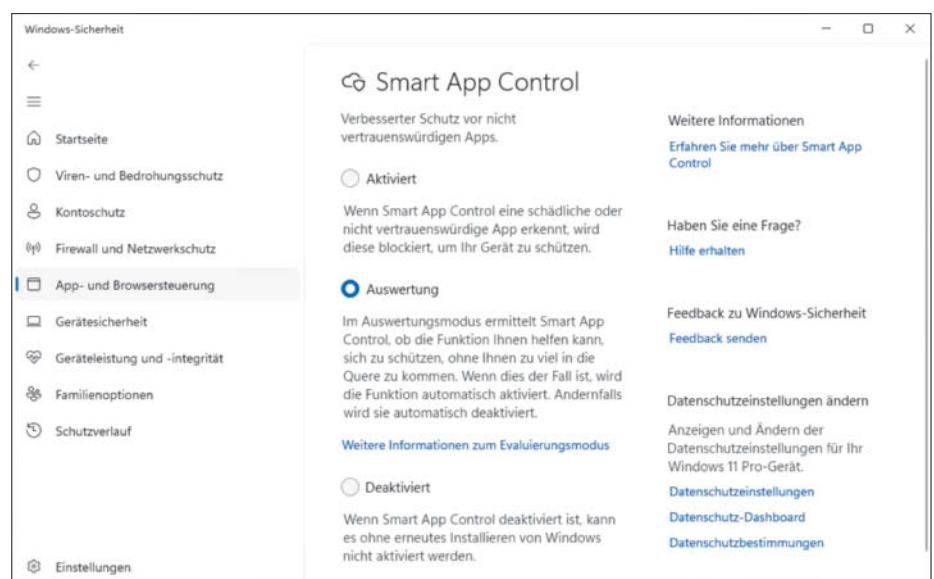 Windows-Sicherheit
Startseite
Viren- und Bedrohungsschutz
Kontoschutz
Firewall und Netzwerkschutz
App- und Browsersteuerung
Gerätesicherheit
Geräteleistung und -integrität
Familienoptionen
Schutzverlauf
Einstellungen
Smart App Control
Verbesserter Schutz vor nicht
vertrauenswürdigen Apps.
Aktiviert
Wenn Smart App Control eine schädliche oder
nicht vertrauenswürdige App erkennt, wird
diese blockiert, um Ihr Gerät zu schützen.
Auswertung
Im Auswertungsmodus ermittelt Smart App
Control, ob die Funktion Ihnen helfen kann,
sich zu schützen, ohne Ihnen zu viel in die
Quere zu kommen. Wenn dies der Fall ist, wird
die Funktion automatisch aktiviert. Andernfalls
wird sie automatisch deaktiviert.
Weitere Informationen zum Evaluierungsmodus
Deaktiviert
Wenn Smart App Control deaktiviert ist, kann
es ohne erneutes Installieren von Windows
nicht aktiviert werden.
Weitere Informationen
Erfahren Sie mehr über Smart App
Control
Haben Sie eine Frage?
Hilfe erhalten
Feedback zu Windows-Sicherheit
Feedback senden
Datenschutzeinstellungen ändern
Anzeigen und Ändern der
Datenschutzeinstellungen für Ihr
Windows 11 Pro-Gerät.
Datenschutzeinstellungen
Datenschutz-Dashboard
Datenschutzbestimmungen